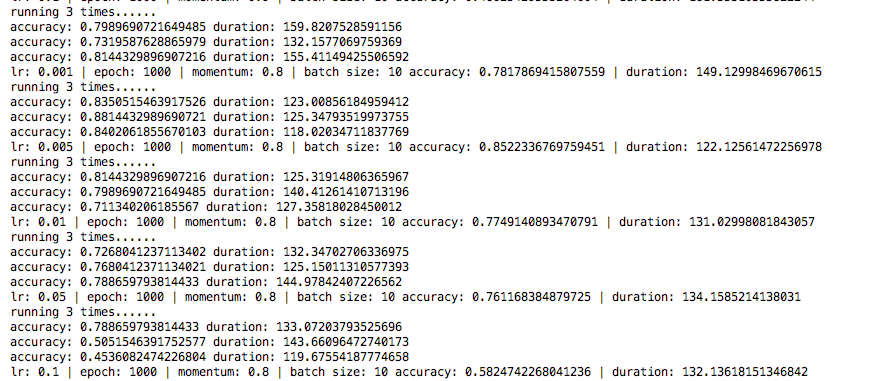 running 3 times......
accuracy: 0.7989690721649485 duration: 159.8207528591156
accuracy: 0.7319587628865979 duration: 132.1577069759369
accuracy: 0.8144329896907216 duration: 155.41149425506592
lr: 0.001 | epoch: 1000 | momentum: 0.8 | batch size: 10 accuracy: 0.7817869415807559 | duration: 149.12998469670615
running 3 times......
accuracy: 0.8350515463917526 duration: 123.00856184959412
accuracy: 0.8814432989690721 duration: 125.34793519973755
accuracy: 0.8402061855670103 duration: 118.02034711837769
lr: 0.005 | epoch: 1000 | momentum: 0.8 | batch size: 10 accuracy: 0.8522336769759451 | duration: 122.12561472256978
running 3 times......
accuracy: 0.8144329896907216 duration: 125.31914806365967
accuracy: 0.7989690721649485 duration: 140.41261410713196
accuracy: 0.711340206185567 duration: 127.35818028450012
lr: 0.01 | epoch: 1000 | momentum: 0.8 | batch size: 10 accuracy: 0.7749140893470791 | duration: 131.02998081843057
running 3 times......
accuracy: 0.7268041237113402 duration: 132.34702706336975
accuracy: 0.7680412371134021 duration: 125.15011310577393
accuracy: 0.788659793814433 duration: 144.97842407226562
lr: 0.05 | epoch: 1000 | momentum: 0.8 | batch size: 10 accuracy: 0.761168384879725 | duration: 134.1585214138031
running 3 times......
accuracy: 0.788659793814433 duration: 133.07203793525696
accuracy: 0.5051546391752577 duration: 143.66096472740173
accuracy: 0.4536082474226804 duration: 119.67554187774658
lr: 0.1 | epoch: 1000 | momentum: 0.8 | batch size: 10 accuracy: 0.5824742268041236 | duration: 132.13618151346842